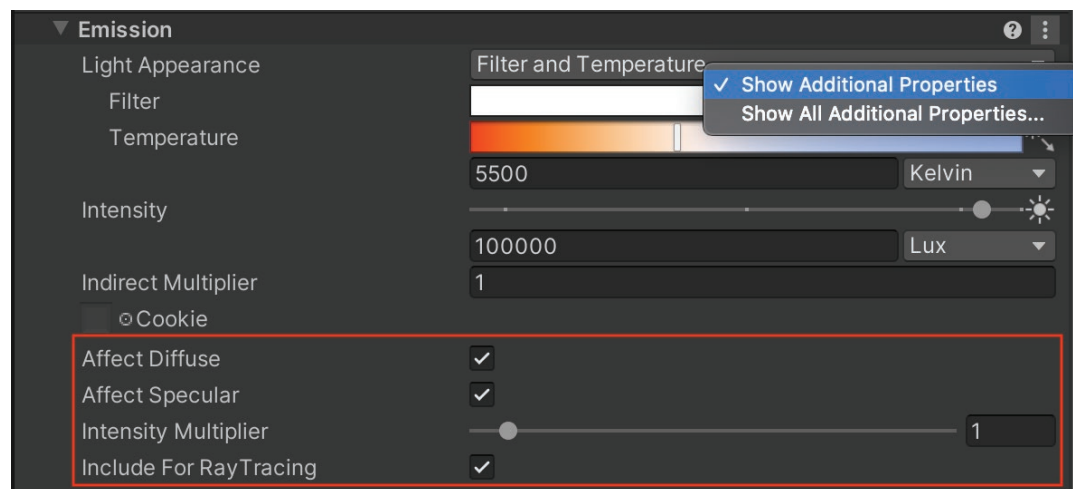 Emission
Light Appearance Filter and Temperature
✓ Show Additional Properties
Filter
Show All Additional Properties...
Temperature
5500 Kelvin
Intensity
100000 Lux
Indirect Multiplier 1
Cookie
Affect Diffuse
Affect Specular
Intensity Multiplier 1
Include For RayTracing